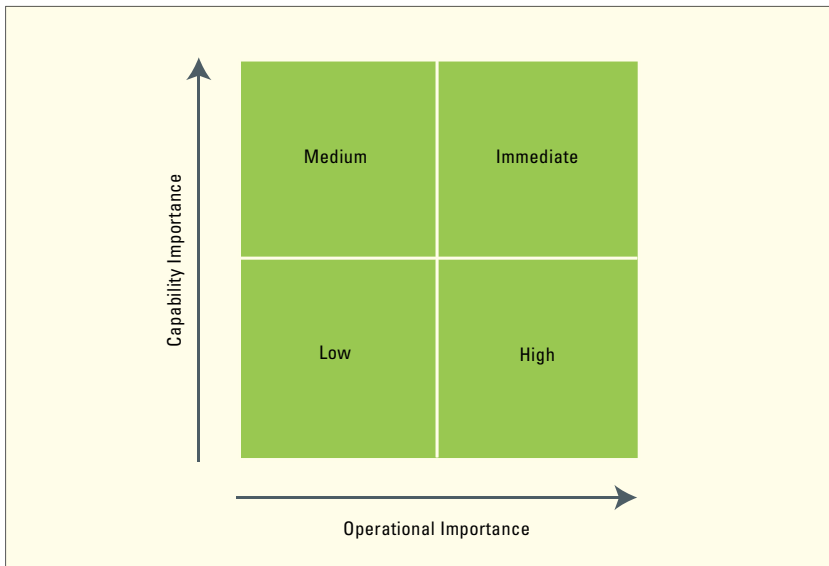 Capability Importance
Medium
Immediate
Low
High
Operational Importance